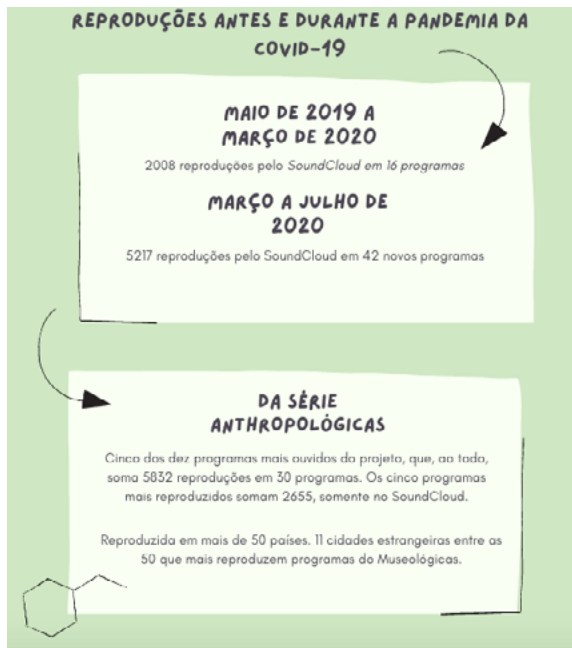 REPRODUÇÕES ANTES E DURANTE A PANDEMIA DA
COVID-19
MAIO DE 2019 A
MARÇO DE 2020
2008 reproduções pelo SoundCloud em 16 programas
MARÇO A JULHO DE
2020
5217 reproduções pelo SoundCloud em 42 novos programas
DA SÉRIE
ANTHROPOLÓGICAS
Cinco dos dez programas mais ouvidos do projeto, que, ao todo,
soma 5832 reproduções em 30 programas. Os cinco programas
mais reproduzidos somam 2655, somente no SoundCloud.
Reproduzida em mais de 50 países. 11 cidades estrangeiras entre as
50 que mais reproduzem programas do Museológicas.